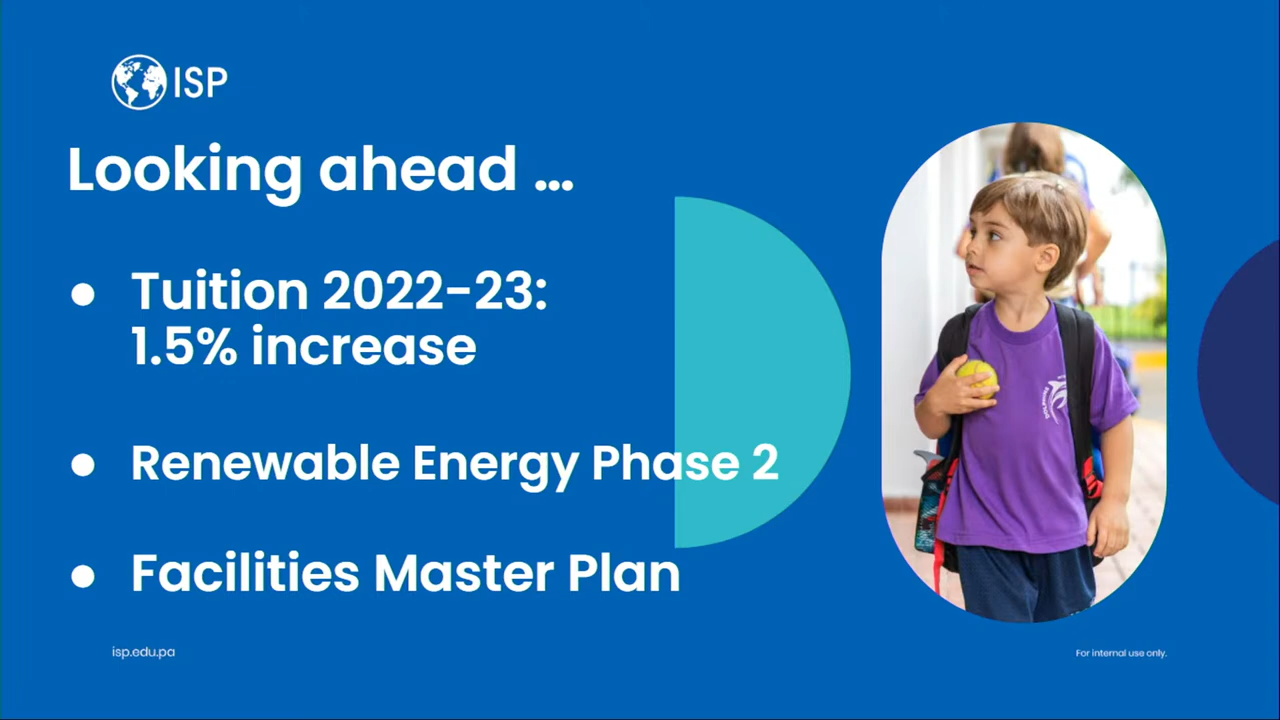 ISP
Looking ahead ...
● Tuition 2022-23:
1.5% increase
● Renewable Energy Phase 2
● Facilities Master Plan
isp.edu.pa
For internal use only.